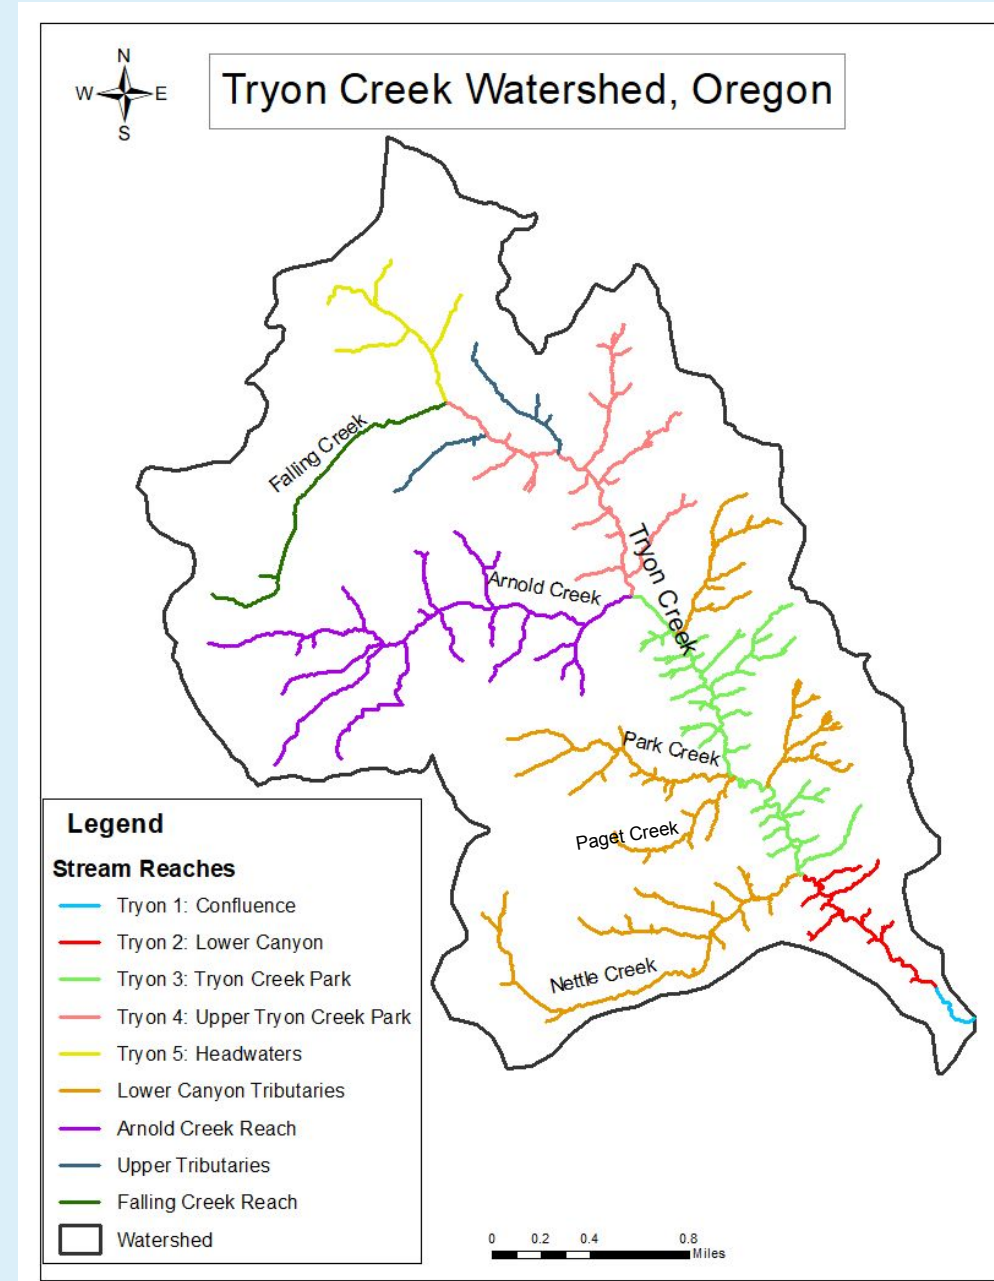 N
W E
S
Tryon Creek Watershed, Oregon
Falling Creek
Arnold Creek
Tryon Creek
Park Creek
Paget Creek
Nettle Creek
Legend
Stream Reaches
Tryon 1: Confluence
Tryon 2: Lower Canyon
Tryon 3: Tryon Creek Park
Tryon 4: Upper Tryon Creek Park
Tryon 5: Headwaters
Lower Canyon Tributaries
Arnold Creek Reach
Upper Tributaries
Falling Creek Reach
Watershed
0 0.2 0.4 0.8
Miles